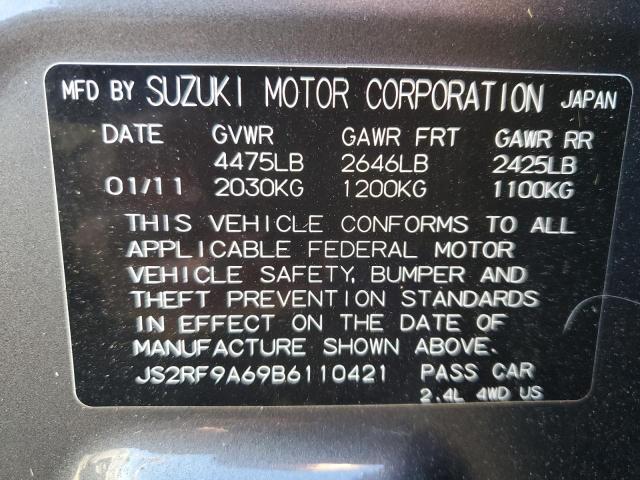 MFD BY SUZUKI MOTOR CORPORATION JAPAN
DATE GVWR GAWR FRT GAWR RR
4475LB 2646LB 2425LB
01/11 2030KG 1200KG 1100KG
THIS VEHICLE CONFORMS TO ALL
APPLICABLE FEDERAL MOTOR
VEHICLE SAFETY, BUMPER AND
THEFT PREVENTION STANDARDS
IN EFFECT ON THE DATE OF
MANUFACTURE SHOWN ABOVE.
JS2RF9A69B6110421 PASS CAR
2.4L 4WD US